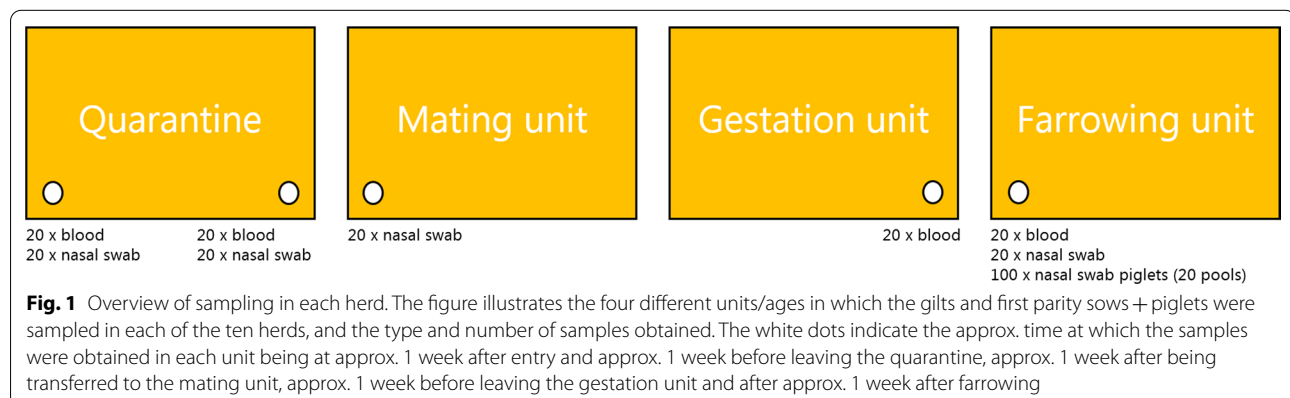 Quarantine
Mating unit
Gestation unit
Farrowing unit
20 x blood
20 x nasal swab
20 x blood
20 x nasal swab
20 x nasal swab
20 x blood
20 x blood
20 x nasal swab
100 x nasal swab piglets (20 pools)
Fig. 1 Overview of sampling in each herd. The figure illustrates the four different units/ages in which the gilts and first parity sows + piglets were
sampled in each of the ten herds, and the type and number of samples obtained. The white dots indicate the approx. time at which the samples
were obtained in each unit being at approx. 1 week after entry and approx. 1 week before leaving the quarantine, approx. 1 week after being
transferred to the mating unit, approx. 1 week before leaving the gestation unit and after approx. 1 week after farrowing